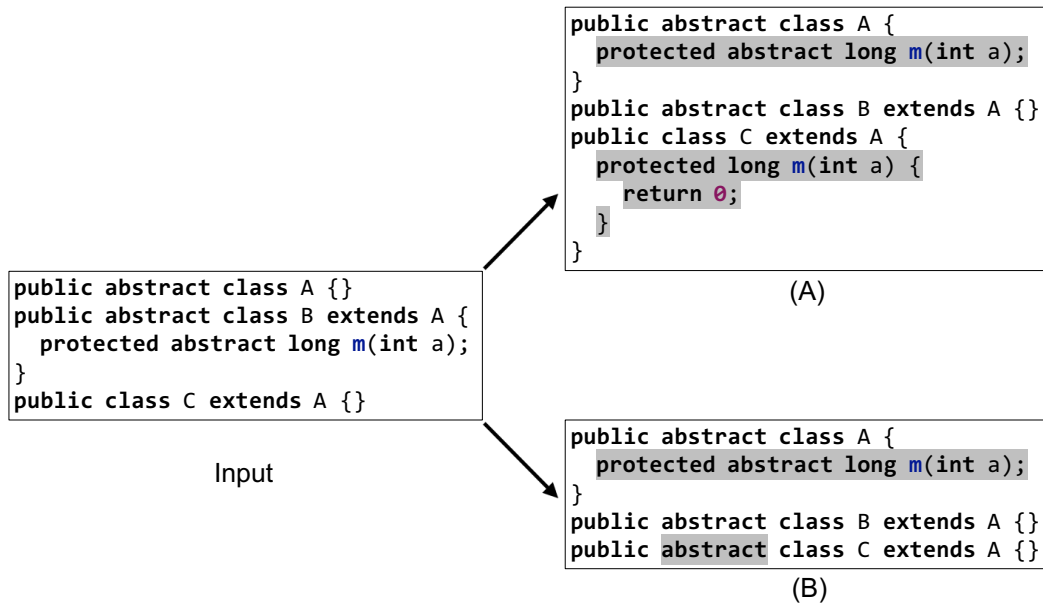 public abstract class A {
  protected abstract long m(int a);
}
public abstract class B extends A {}
public class C extends A {
  protected long m(int a) {
    return 0;
  }
}
(A)
public abstract class A {}
public abstract class B extends A {
  protected abstract long m(int a);
}
public class C extends A {}
Input
public abstract class A {
  protected abstract long m(int a);
}
public abstract class B extends A {}
public abstract class C extends A {}
(B)